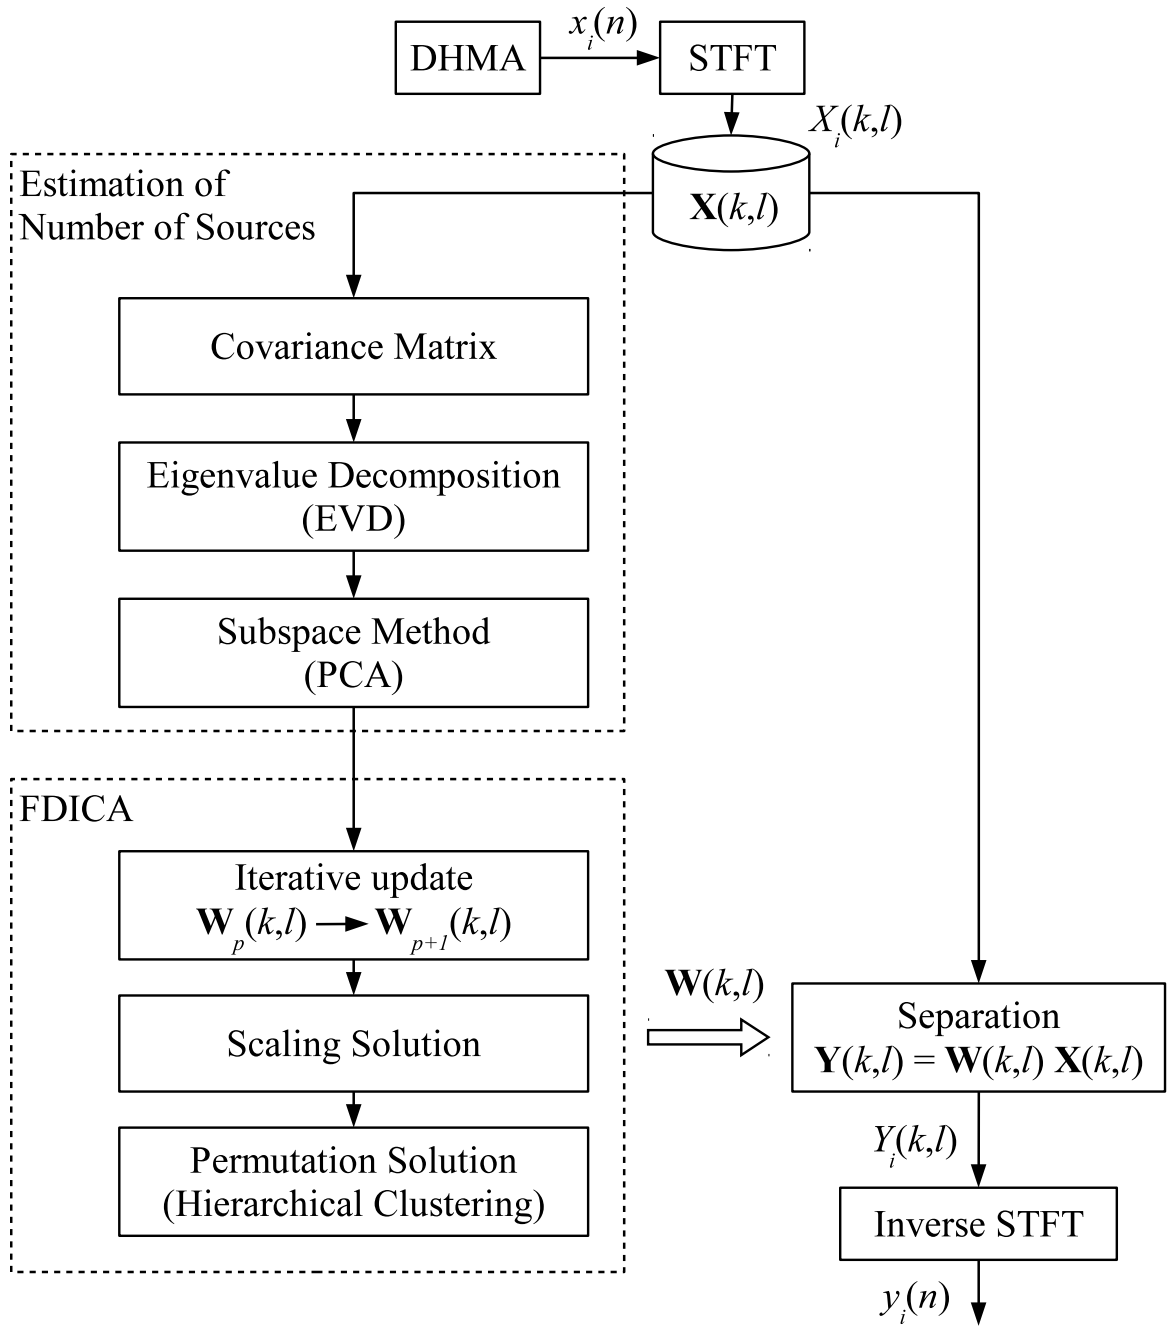 DHMA
x_i(n)
STFT
X_i(k,l)
X(k,l)
Estimation of
Number of Sources
Covariance Matrix
Eigenvalue Decomposition
(EVD)
Subspace Method
(PCA)
FDICA
Iterative update
W_p(k,l) → W_{p+1}(k,l)
Scaling Solution
Permutation Solution
(Hierarchical Clustering)
W(k,l)
Separation
Y(k,l) = W(k,l) X(k,l)
Y_i(k,l)
Inverse STFT
y_i(n)